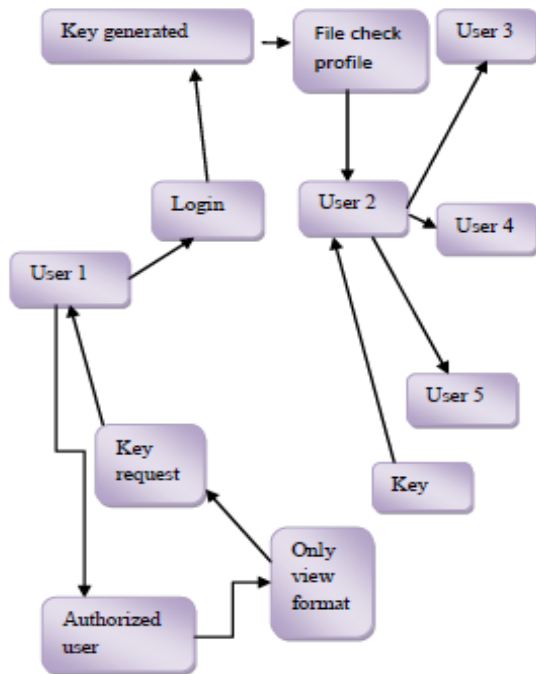 Key generated
File check
profile
User 3
Login
User 2
User 4
User 1
User 5
Key
request
Key
Only
view
format
Authorized
user